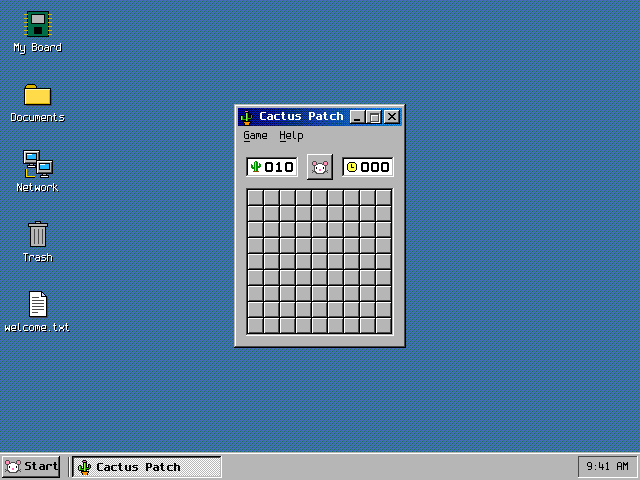 My Board
Documents
Network
Trash
welcome.txt
Cactus Patch
Game Help
010
000
Start
Cactus Patch
9:41 AM